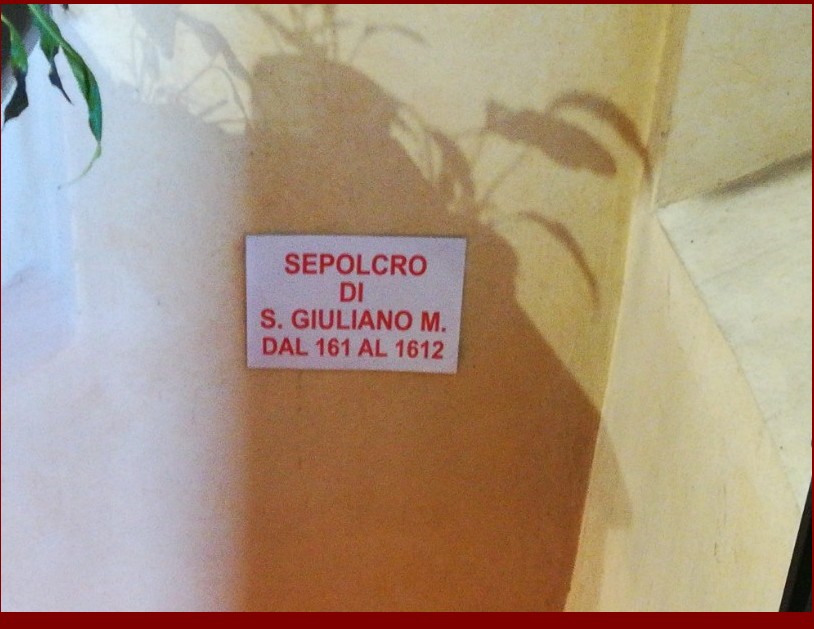 SEPOLCRO
DI
S. GIULIANO M.
DAL 161 AL 1612